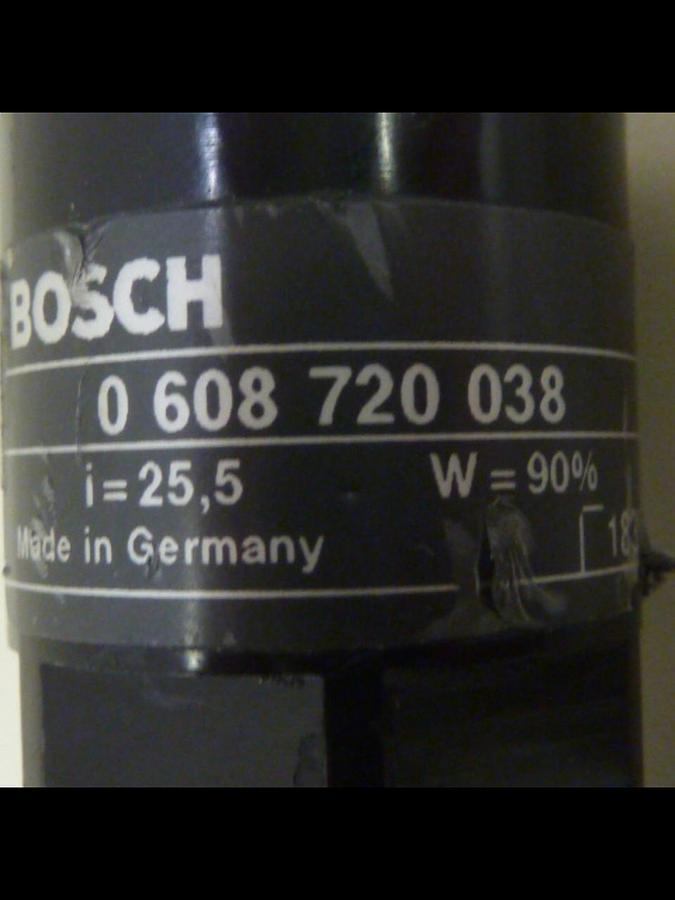 BOSCH
0 608 720 038
i = 25,5 W = 90%
Made in Germany